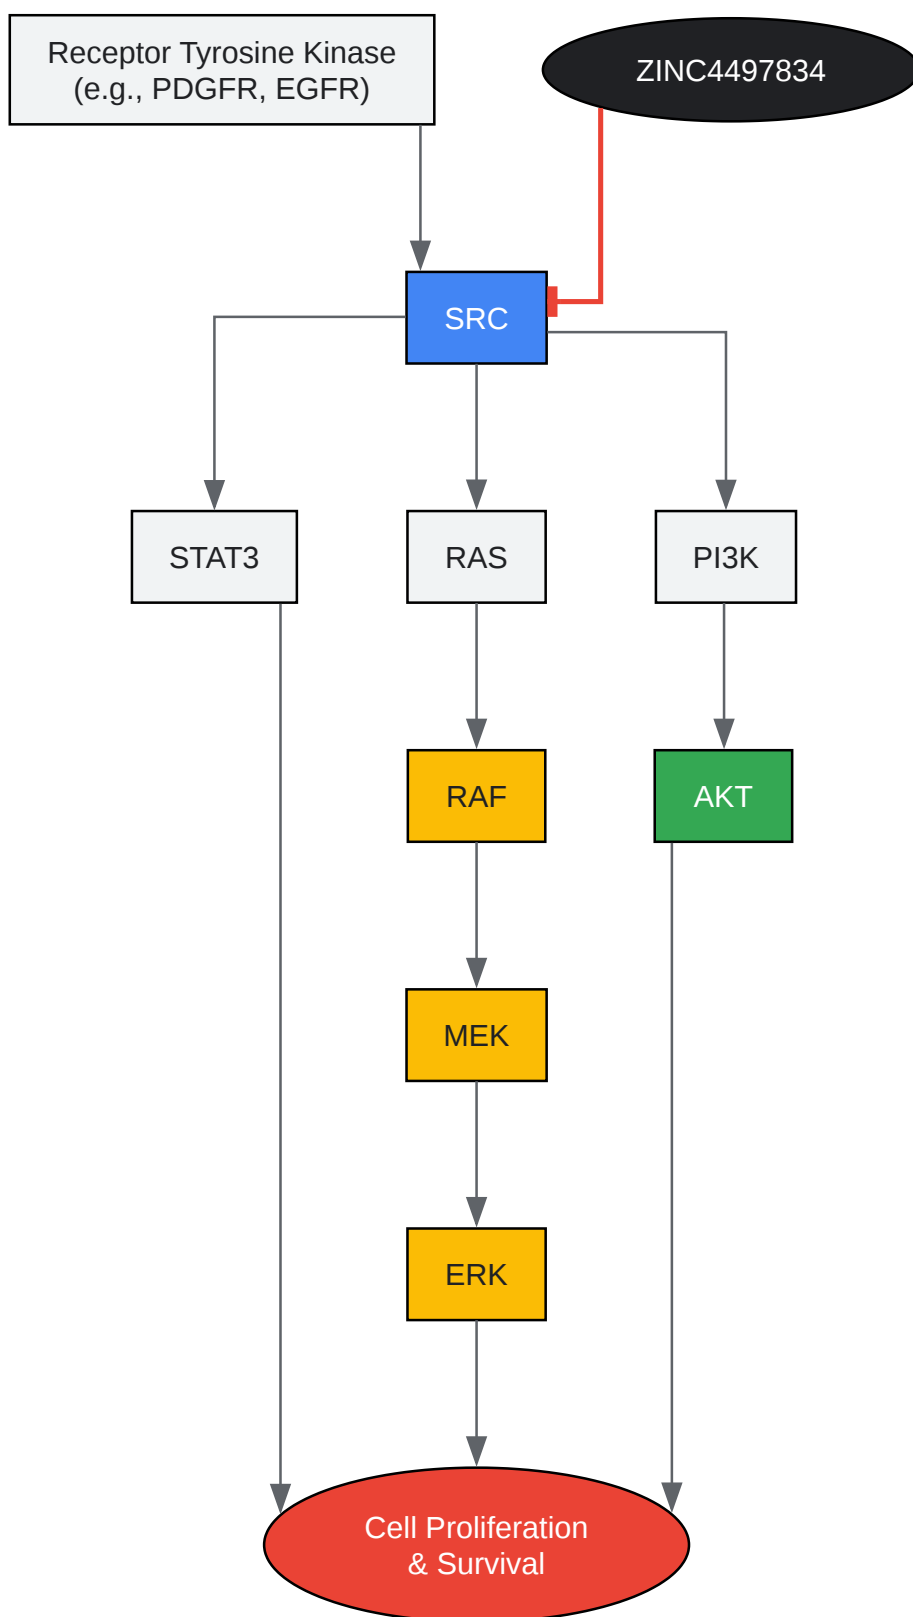 Receptor Tyrosine Kinase
(e.g., PDGFR, EGFR)
ZINC4497834
SRC
STAT3
RAS
PI3K
RAF
AKT
MEK
ERK
Cell Proliferation
& Survival